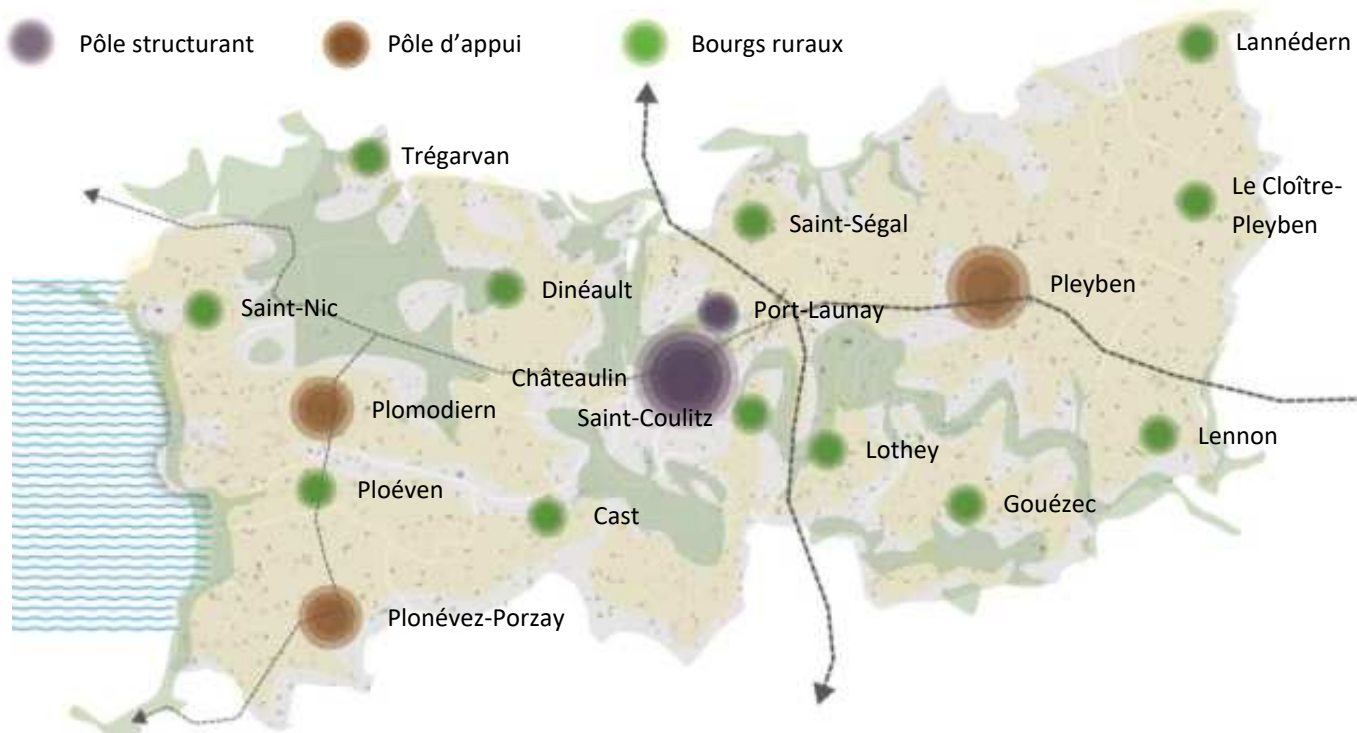 Pôle structurant
Pôle d'appui
Bourgs ruraux
Lannédern
Trégarvan
Le Cloître-
Pleyben
Saint-Ségal
Pleyben
Dinéault
Saint-Nic
Port-Launay
Châteaulin
Plomodiern
Saint-Coulitz
Lothey
Lennon
Ploéven
Cast
Gouézec
Plonévez-Porzay